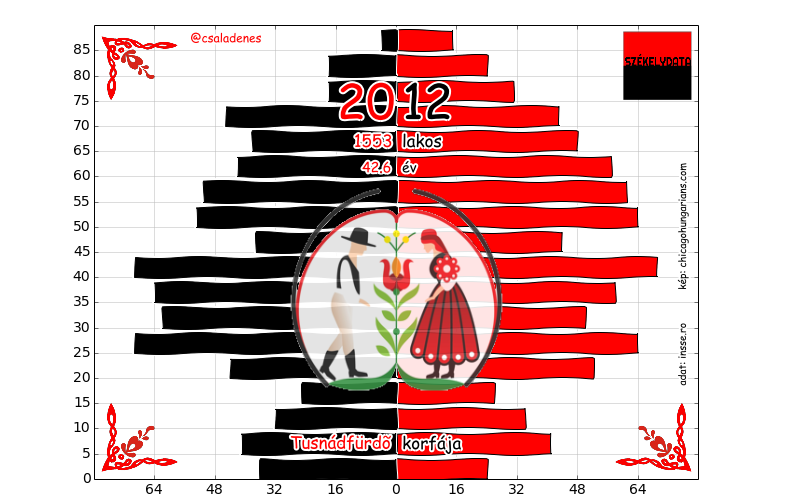 @csaladenes
SZÉKELYDATA
2012
1553 lakos
42.6 év
kép: chicagohungarians.com
adat: insse.ro
Tusnádfürdõ korfája
85
80
75
70
65
60
55
50
45
40
35
30
25
20
15
10
5
0
64 48 32 16 0 16 32 48 64